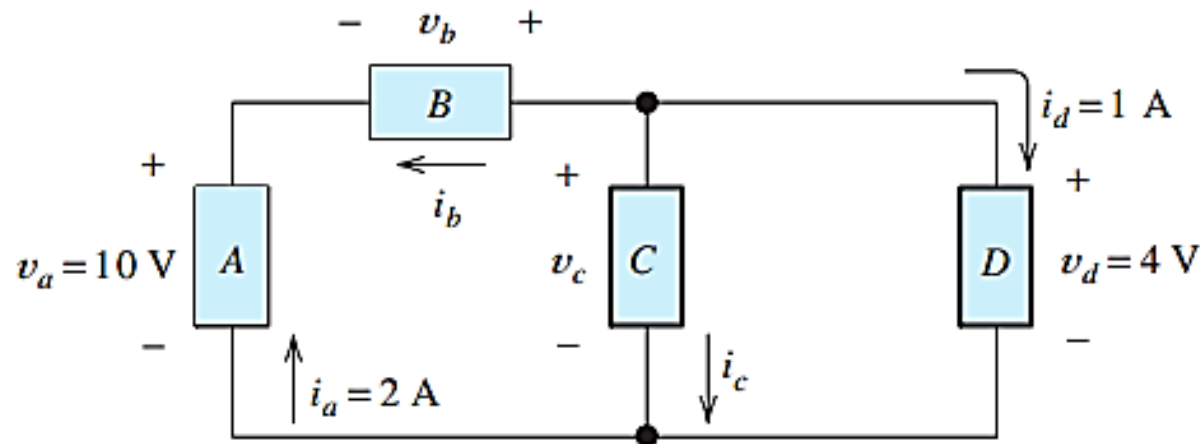 − v_b +
B
i_d = 1 A
+
i_b
+
+
v_a = 10 V
A
v_c
C
D
v_d = 4 V
−
−
−
i_a = 2 A
i_c